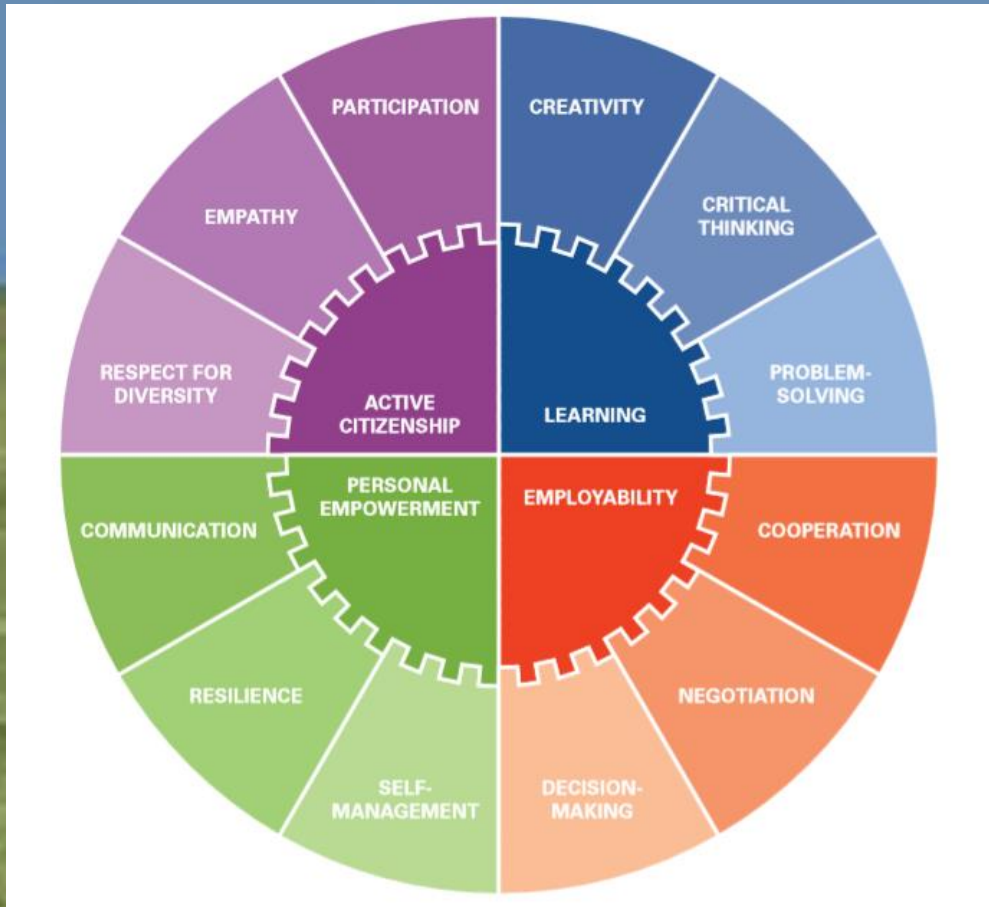 PARTICIPATION
CREATIVITY
EMPATHY
CRITICAL
THINKING
RESPECT FOR
DIVERSITY
PROBLEM-
SOLVING
ACTIVE
CITIZENSHIP
LEARNING
PERSONAL
EMPOWERMENT
EMPLOYABILITY
COMMUNICATION
COOPERATION
RESILIENCE
NEGOTIATION
SELF-
MANAGEMENT
DECISION-
MAKING